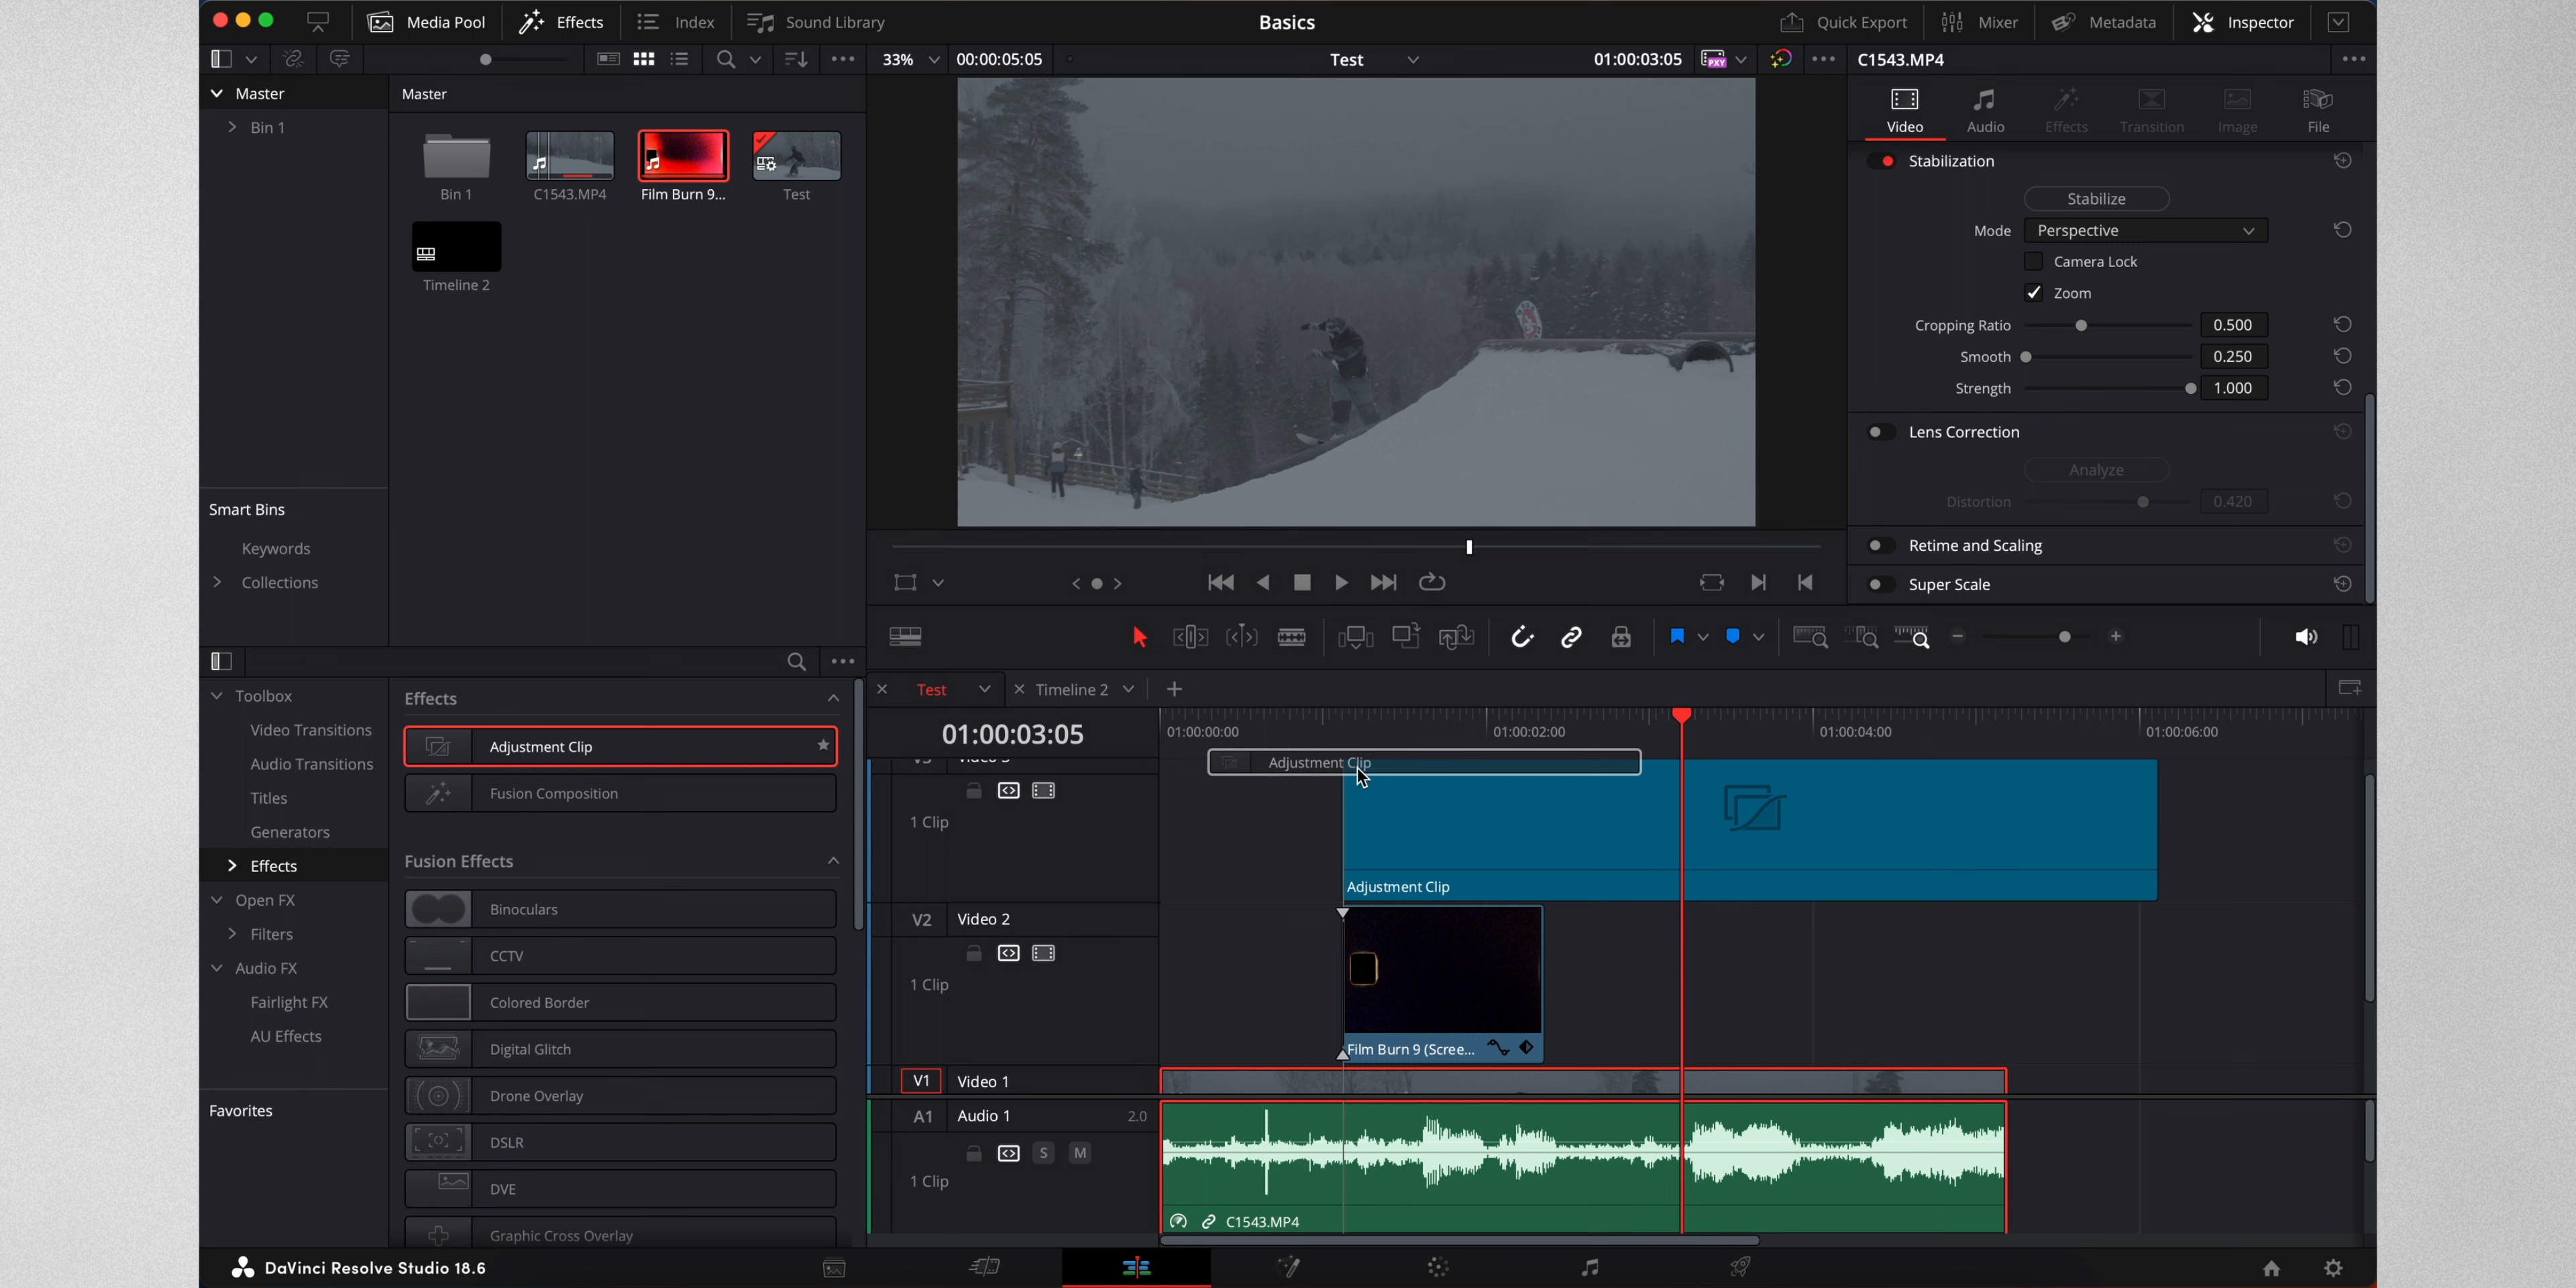 Media Pool
Effects
Index
Sound Library
Basics
Quick Export
Mixer
Metadata
Inspector
33%
00:00:05:05
Test
01:00:03:05
PXY
C1543.MP4
Master
Bin 1
Master
Bin 1
C1543.MP4
Film Burn 9...
Test
Timeline 2
Smart Bins
Keywords
Collections
Video
Audio
Effects
Transition
Image
File
Stabilization
Stabilize
Mode
Perspective
Camera Lock
Zoom
Cropping Ratio
0.500
Smooth
0.250
Strength
1.000
Lens Correction
Analyze
Distortion
0.420
Retime and Scaling
Super Scale
Toolbox
Video Transitions
Audio Transitions
Titles
Generators
Effects
Open FX
Filters
Audio FX
Fairlight FX
AU Effects
Favorites
Effects
Adjustment Clip
Fusion Composition
Fusion Effects
Binoculars
CCTV
Colored Border
Digital Glitch
Drone Overlay
DSLR
DVE
Graphic Cross Overlay
Test
Timeline 2
01:00:03:05
01:00:00:00
01:00:02:00
01:00:04:00
01:00:06:00
Adjustment Clip
V3
Video 3
1 Clip
Adjustment Clip
V2
Video 2
1 Clip
Film Burn 9 (Scree...
V1
Video 1
A1
Audio 1
2.0
S
M
1 Clip
C1543.MP4
DaVinci Resolve Studio 18.6